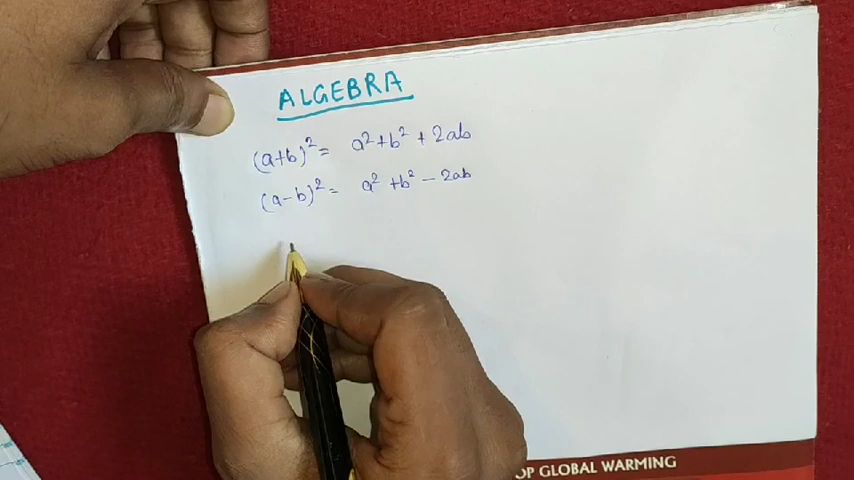 ALGEBRA
(a+b)² = a²+b² + 2ab
(a-b)² = a² +b² - 2ab
OP GLOBAL WARMING